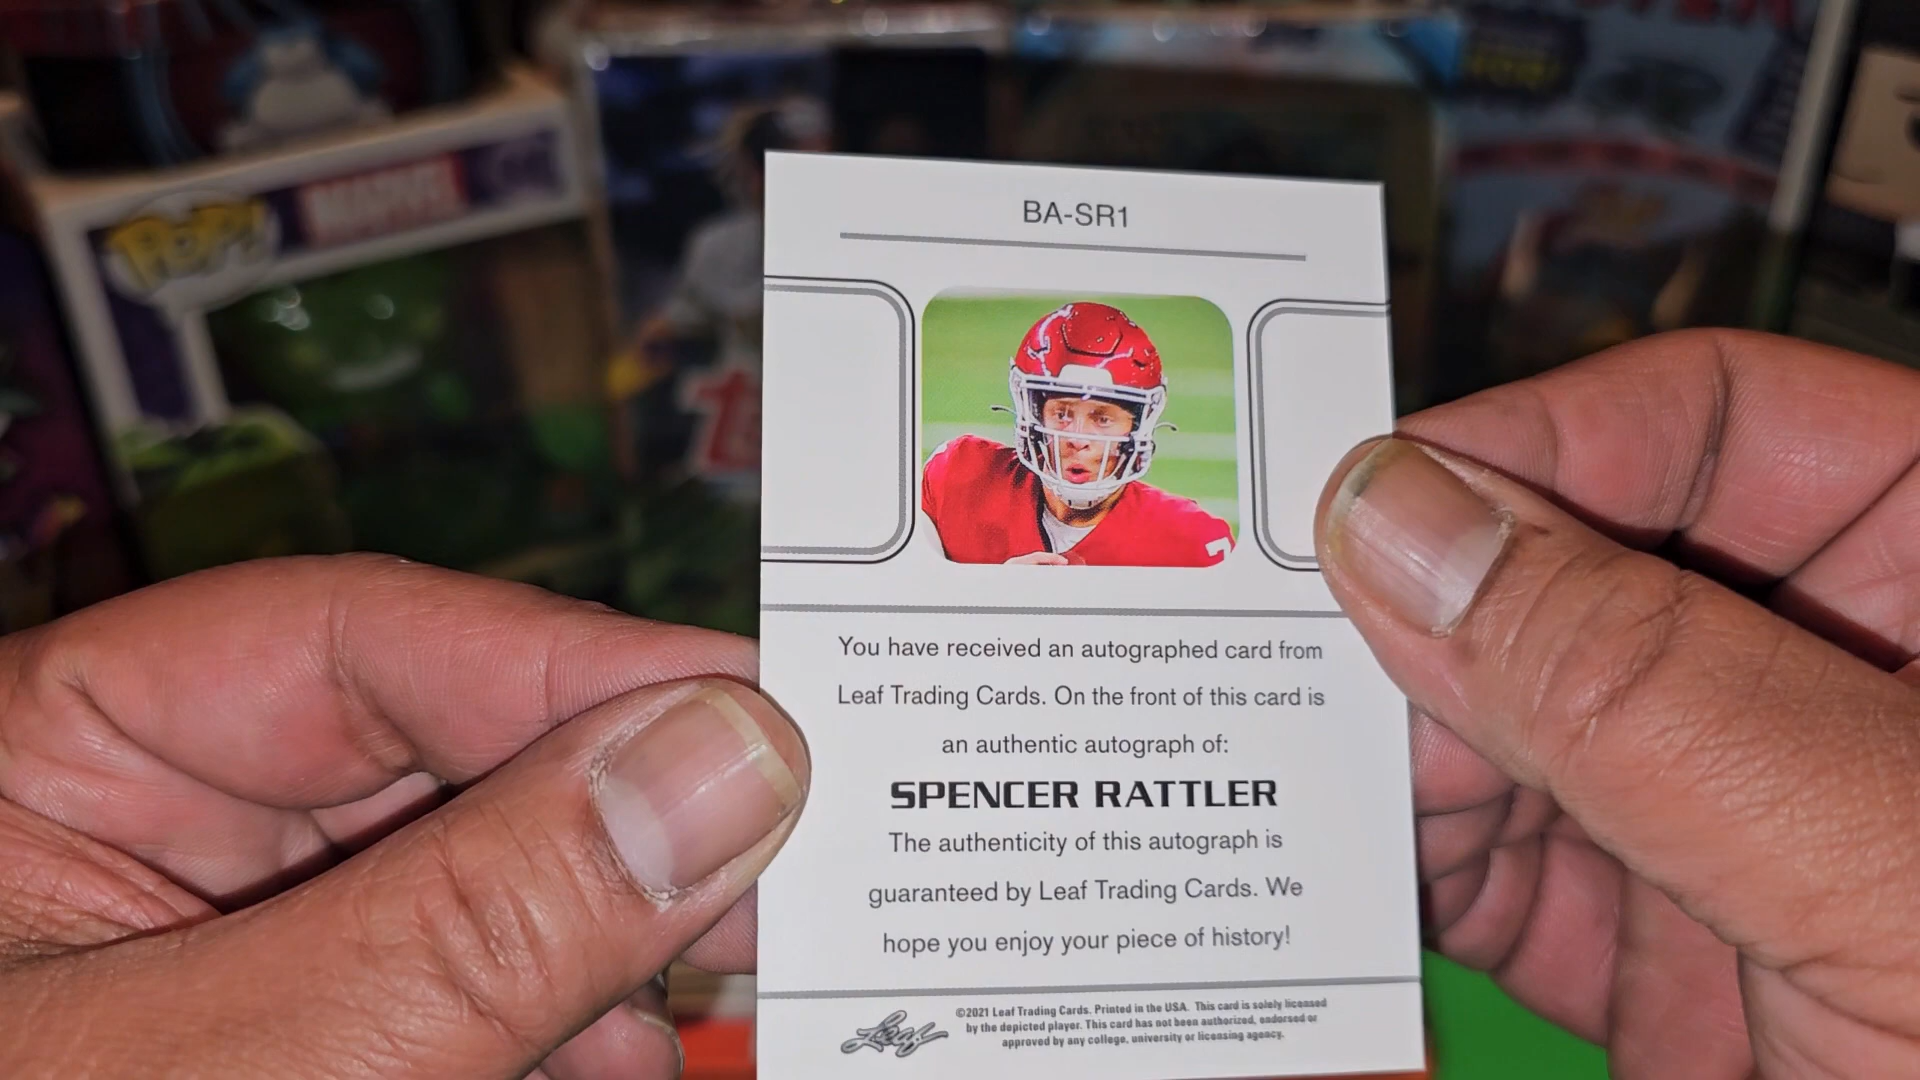 POP!
MARVEL
BA-SR1
7
You have received an autographed card from
Leaf Trading Cards. On the front of this card is
an authentic autograph of:
SPENCER RATTLER
The authenticity of this autograph is
guaranteed by Leaf Trading Cards. We
hope you enjoy your piece of history!
Leaf
©2021 Leaf Trading Cards. Printed in the USA. This card is solely licensed
by the depicted player. This card has not been authorized, endorsed or
approved by any college, university or licensing agency.